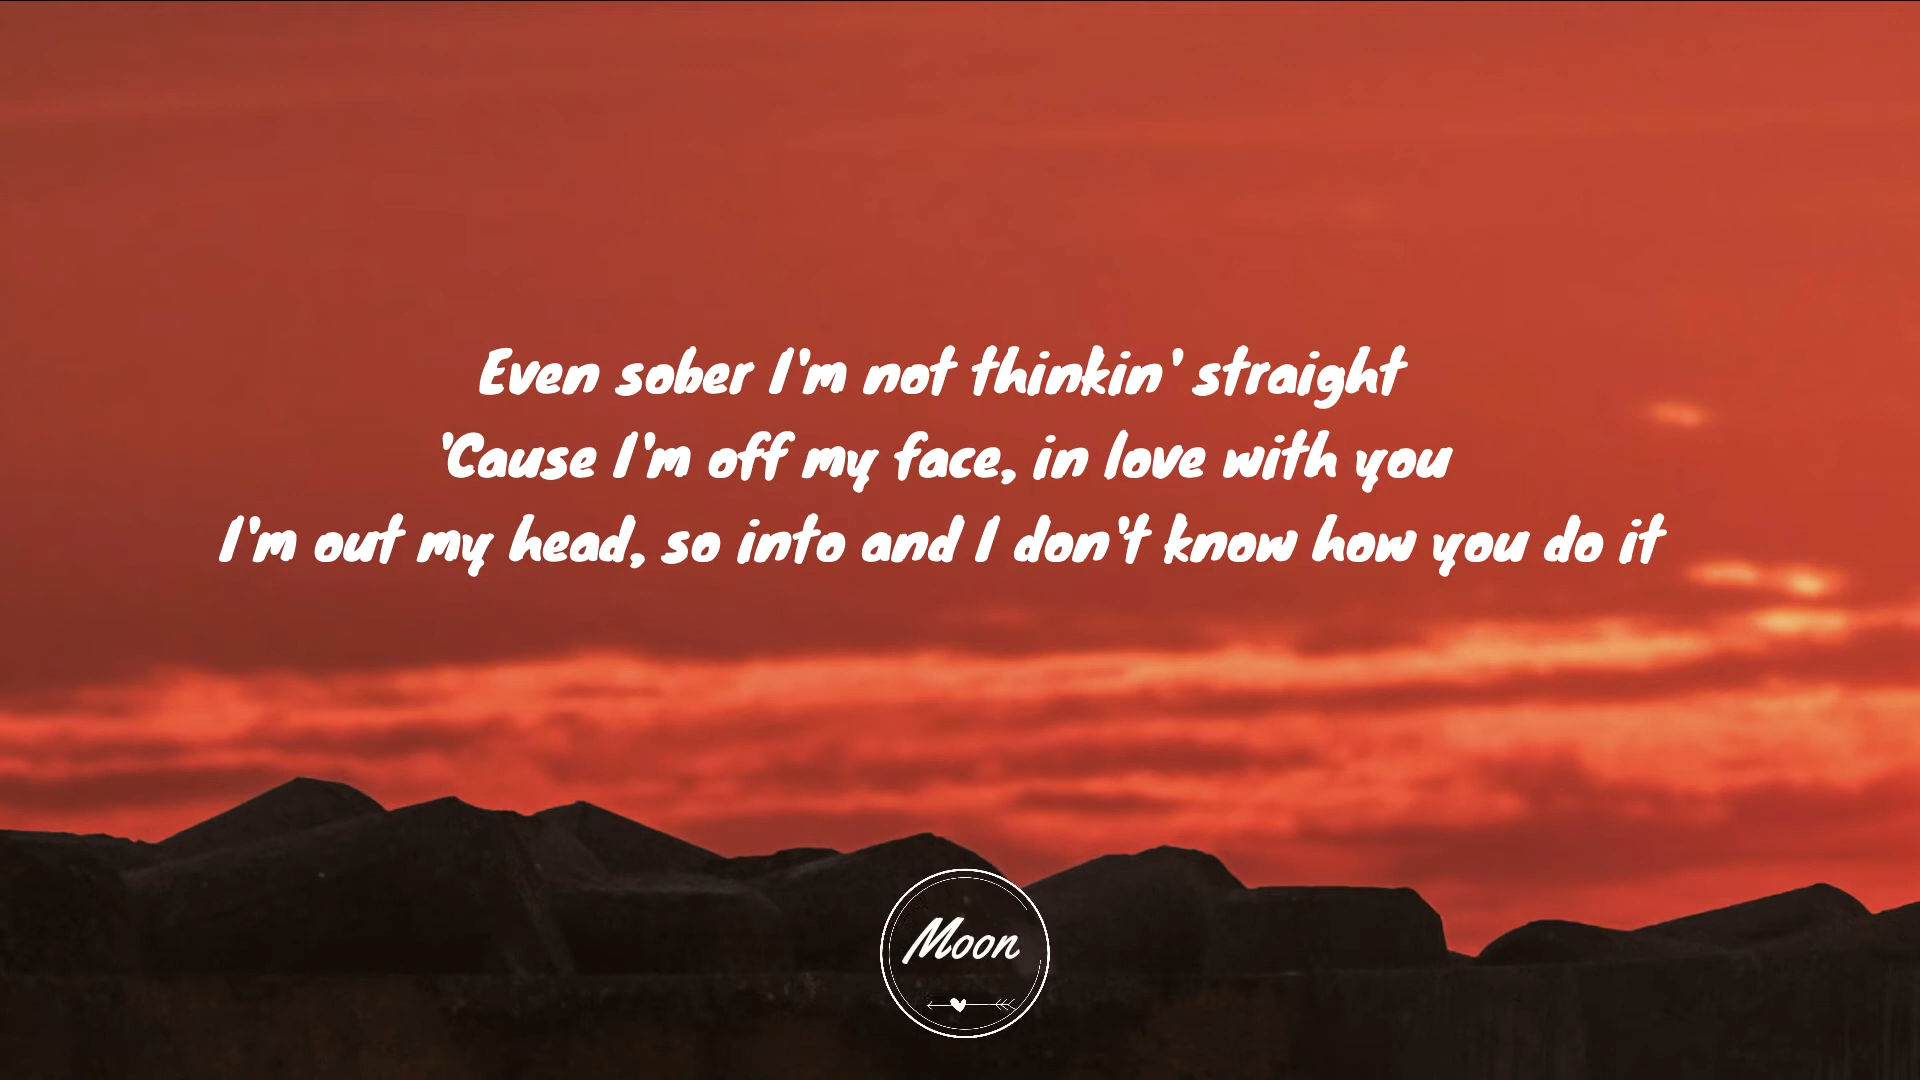 Even sober I'm not thinkin' straight
'Cause I'm off my face, in love with you
I'm out my head, so into and I don't know how you do it
Moon